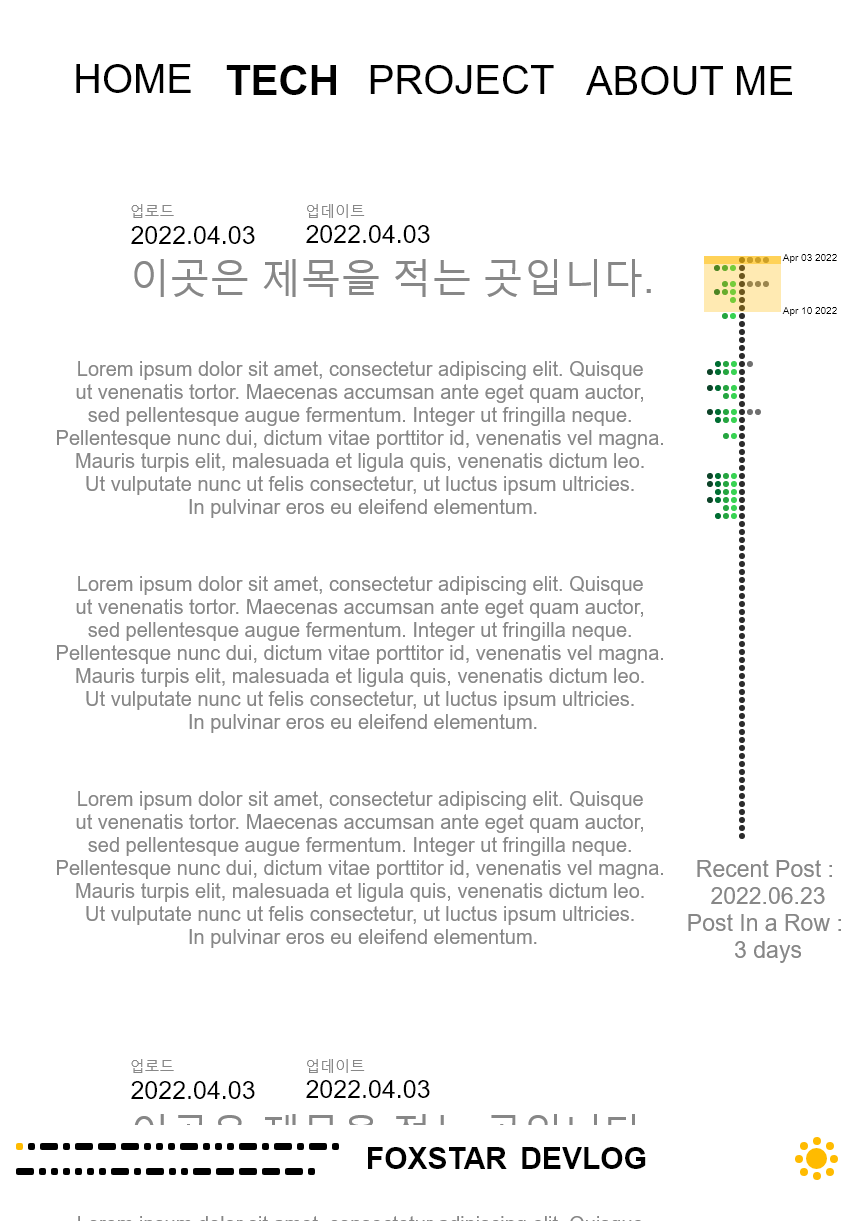 HOME TECH PROJECT ABOUT ME
업로드 업데이트
2022.04.03 2022.04.03
이곳은 제목을 적는 곳입니다.
Apr 03 2022
Apr 10 2022
Lorem ipsum dolor sit amet, consectetur adipiscing elit. Quisque
ut venenatis tortor. Maecenas accumsan ante eget quam auctor,
sed pellentesque augue fermentum. Integer ut fringilla neque.
Pellentesque nunc dui, dictum vitae porttitor id, venenatis vel magna.
Mauris turpis elit, malesuada et ligula quis, venenatis dictum leo.
Ut vulputate nunc ut felis consectetur, ut luctus ipsum ultricies.
In pulvinar eros eu eleifend elementum.
Lorem ipsum dolor sit amet, consectetur adipiscing elit. Quisque
ut venenatis tortor. Maecenas accumsan ante eget quam auctor,
sed pellentesque augue fermentum. Integer ut fringilla neque.
Pellentesque nunc dui, dictum vitae porttitor id, venenatis vel magna.
Mauris turpis elit, malesuada et ligula quis, venenatis dictum leo.
Ut vulputate nunc ut felis consectetur, ut luctus ipsum ultricies.
In pulvinar eros eu eleifend elementum.
Lorem ipsum dolor sit amet, consectetur adipiscing elit. Quisque
ut venenatis tortor. Maecenas accumsan ante eget quam auctor,
sed pellentesque augue fermentum. Integer ut fringilla neque.
Pellentesque nunc dui, dictum vitae porttitor id, venenatis vel magna.
Mauris turpis elit, malesuada et ligula quis, venenatis dictum leo.
Ut vulputate nunc ut felis consectetur, ut luctus ipsum ultricies.
In pulvinar eros eu eleifend elementum.
Recent Post :
2022.06.23
Post In a Row :
3 days
업로드 업데이트
2022.04.03 2022.04.03
FOXSTAR DEVLOG